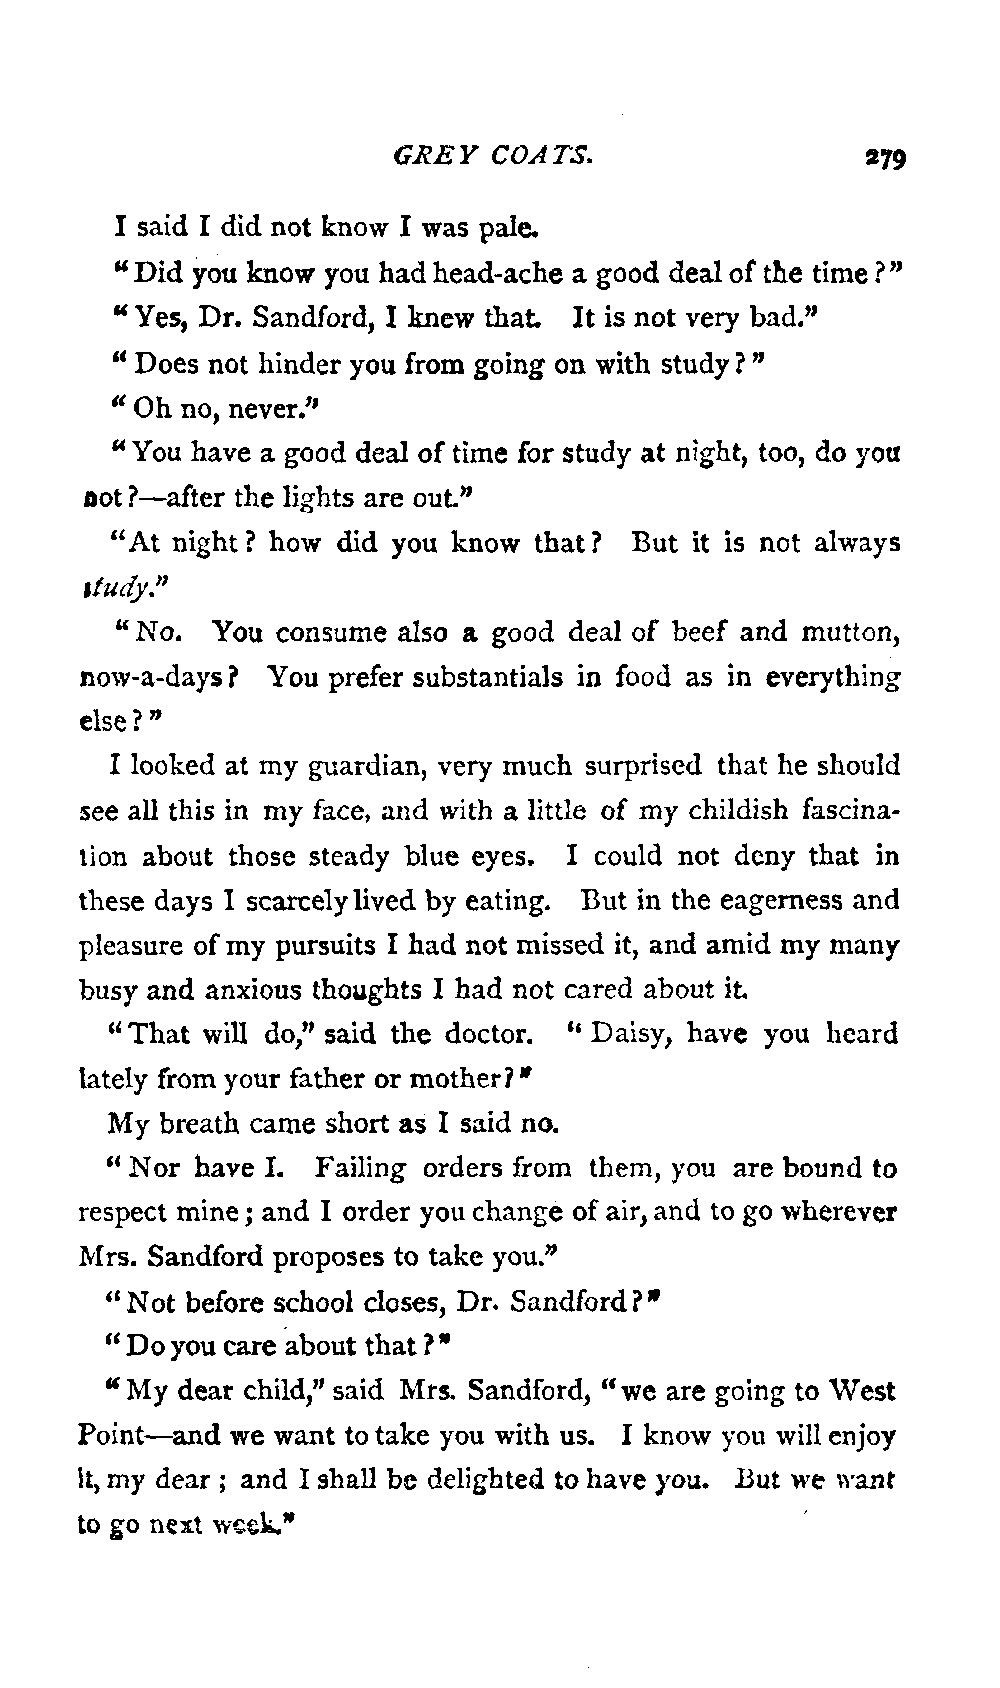 GREY COATS. 279
I said I did not know I was pale.
"Did you know you had head-ache a good deal of the time?"
"Yes, Dr. Sandford, I knew that. It is not very bad."
"Does not hinder you from going on with study?"
"Oh no, never."
"You have a good deal of time for study at night, too, do you
not?—after the lights are out."
"At night? how did you know that? But it is not always
study."
"No. You consume also a good deal of beef and mutton,
now-a-days? You prefer substantials in food as in everything
else?"
I looked at my guardian, very much surprised that he should
see all this in my face, and with a little of my childish fascina-
tion about those steady blue eyes. I could not deny that in
these days I scarcely lived by eating. But in the eagerness and
pleasure of my pursuits I had not missed it, and amid my many
busy and anxious thoughts I had not cared about it.
"That will do," said the doctor. "Daisy, have you heard
lately from your father or mother?"
My breath came short as I said no.
"Nor have I. Failing orders from them, you are bound to
respect mine; and I order you change of air, and to go wherever
Mrs. Sandford proposes to take you."
"Not before school closes, Dr. Sandford?"
"Do you care about that?"
"My dear child," said Mrs. Sandford, "we are going to West
Point—and we want to take you with us. I know you will enjoy
it, my dear; and I shall be delighted to have you. But we want
to go next week."